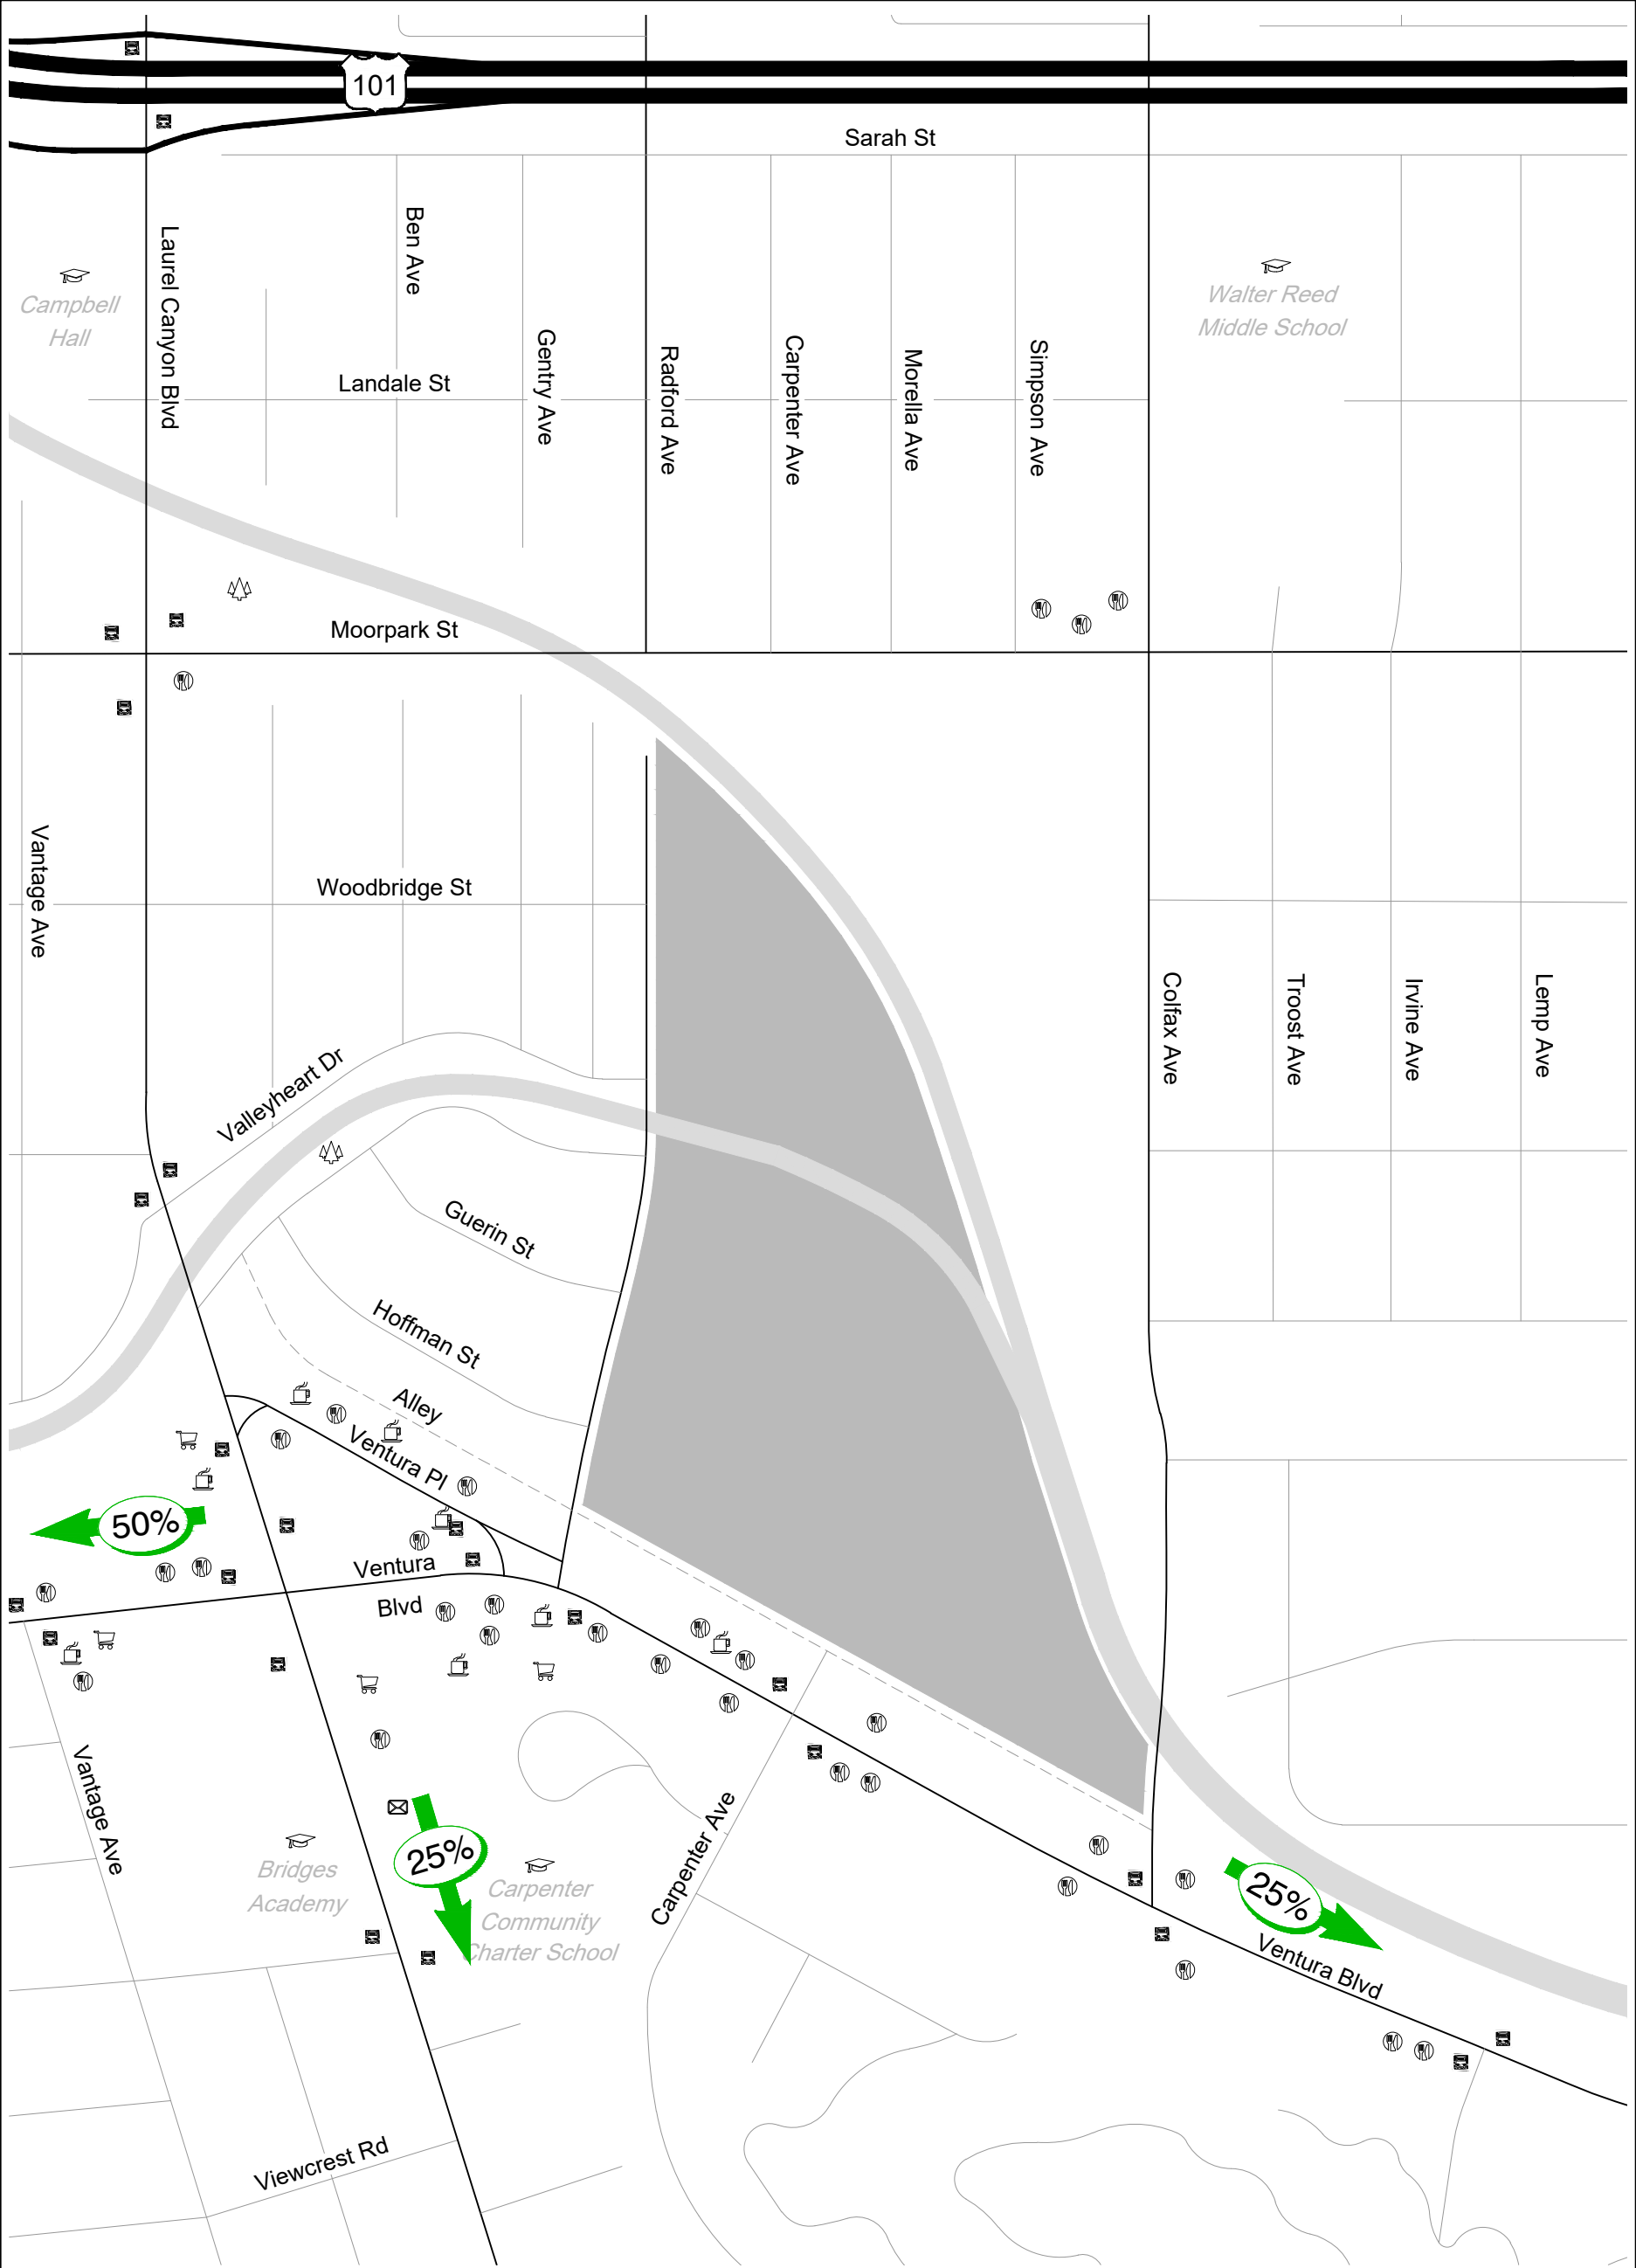 101
Sarah St
Laurel Canyon Blvd
Ben Ave
Campbell
Hall
Walter Reed
Middle School
Gentry Ave
Radford Ave
Carpenter Ave
Morella Ave
Simpson Ave
Landale St
Moorpark St
Vantage Ave
Woodbridge St
Colfax Ave
Troost Ave
Irvine Ave
Lemp Ave
Valleyheart Dr
Guerin St
Hoffman St
Alley
Ventura Pl
50%
Ventura
Blvd
Vantage Ave
Carpenter Ave
25%
Bridges
Academy
Carpenter
Community
Charter School
25%
Ventura Blvd
Viewcrest Rd